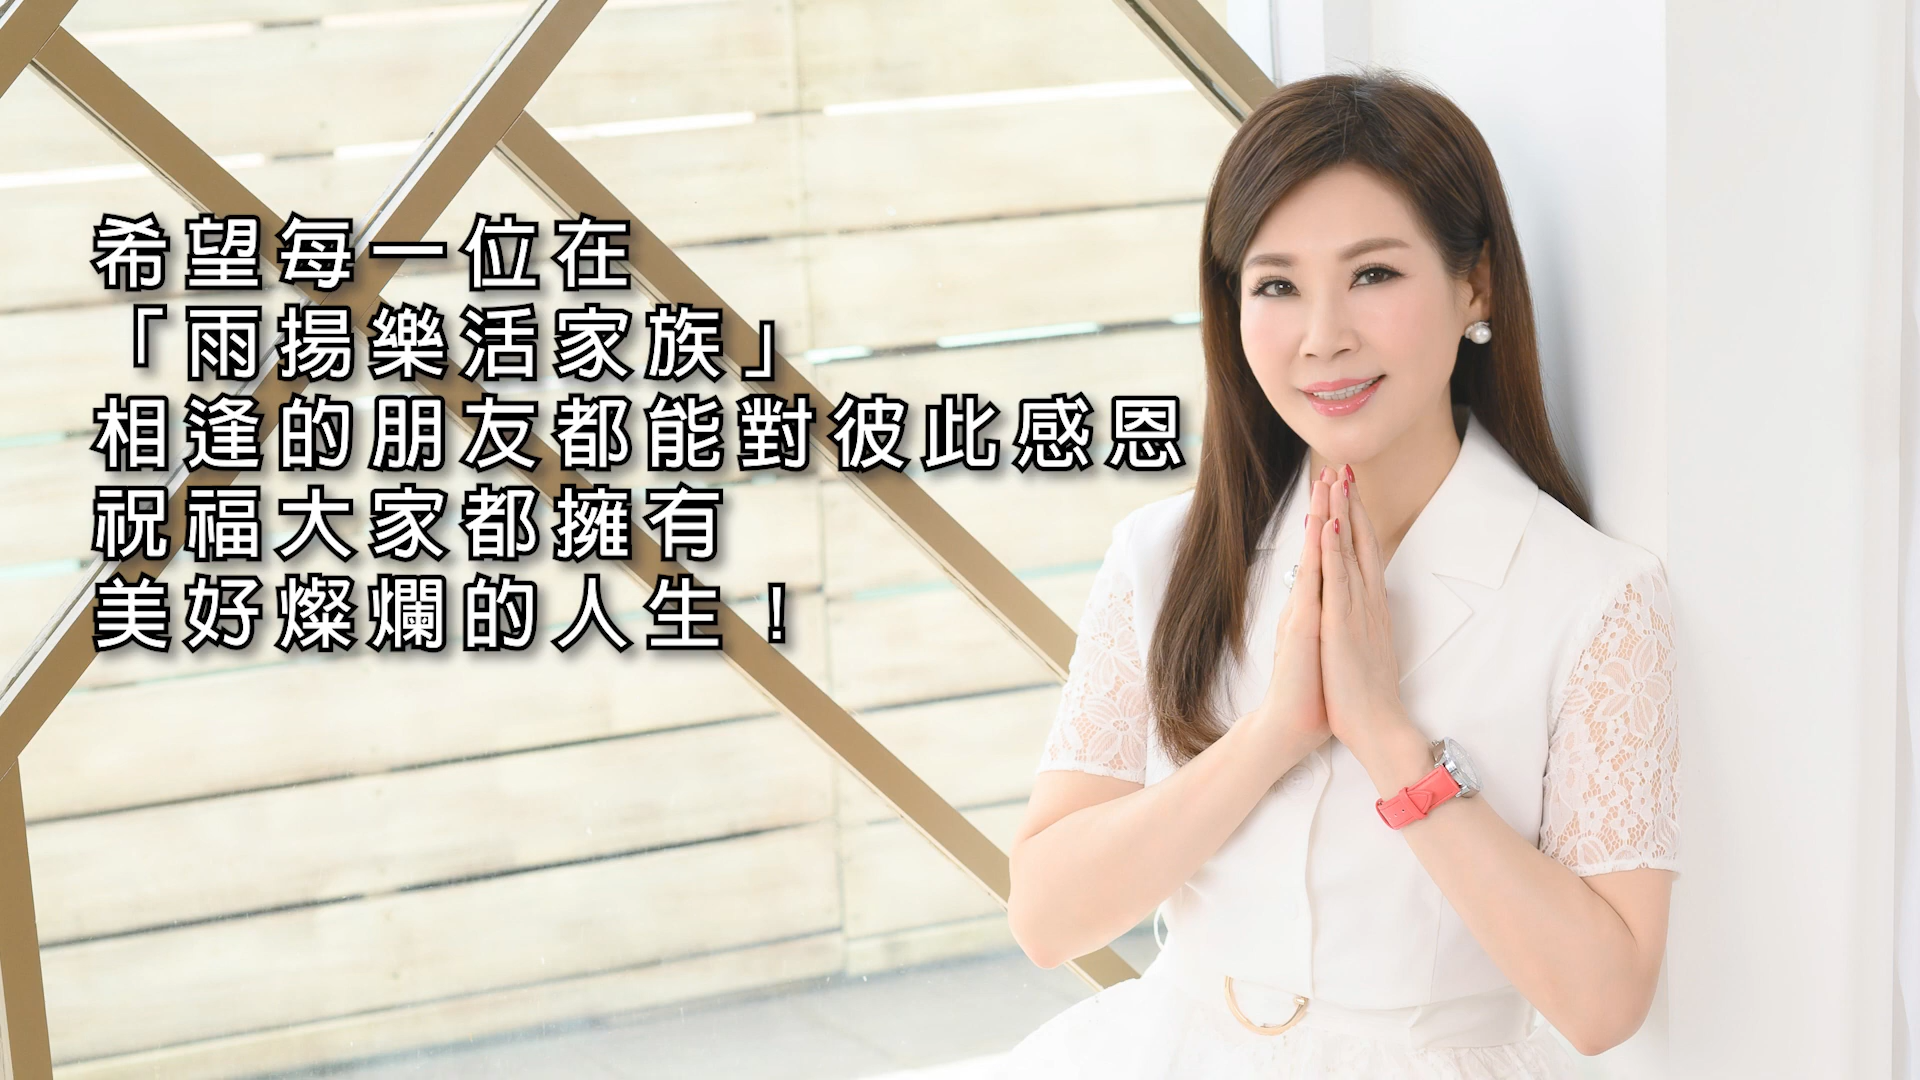 希望每一位在
「雨揚樂活家族」
相逢的朋友都能對彼此感恩
祝福大家都擁有
美好燦爛的人生！